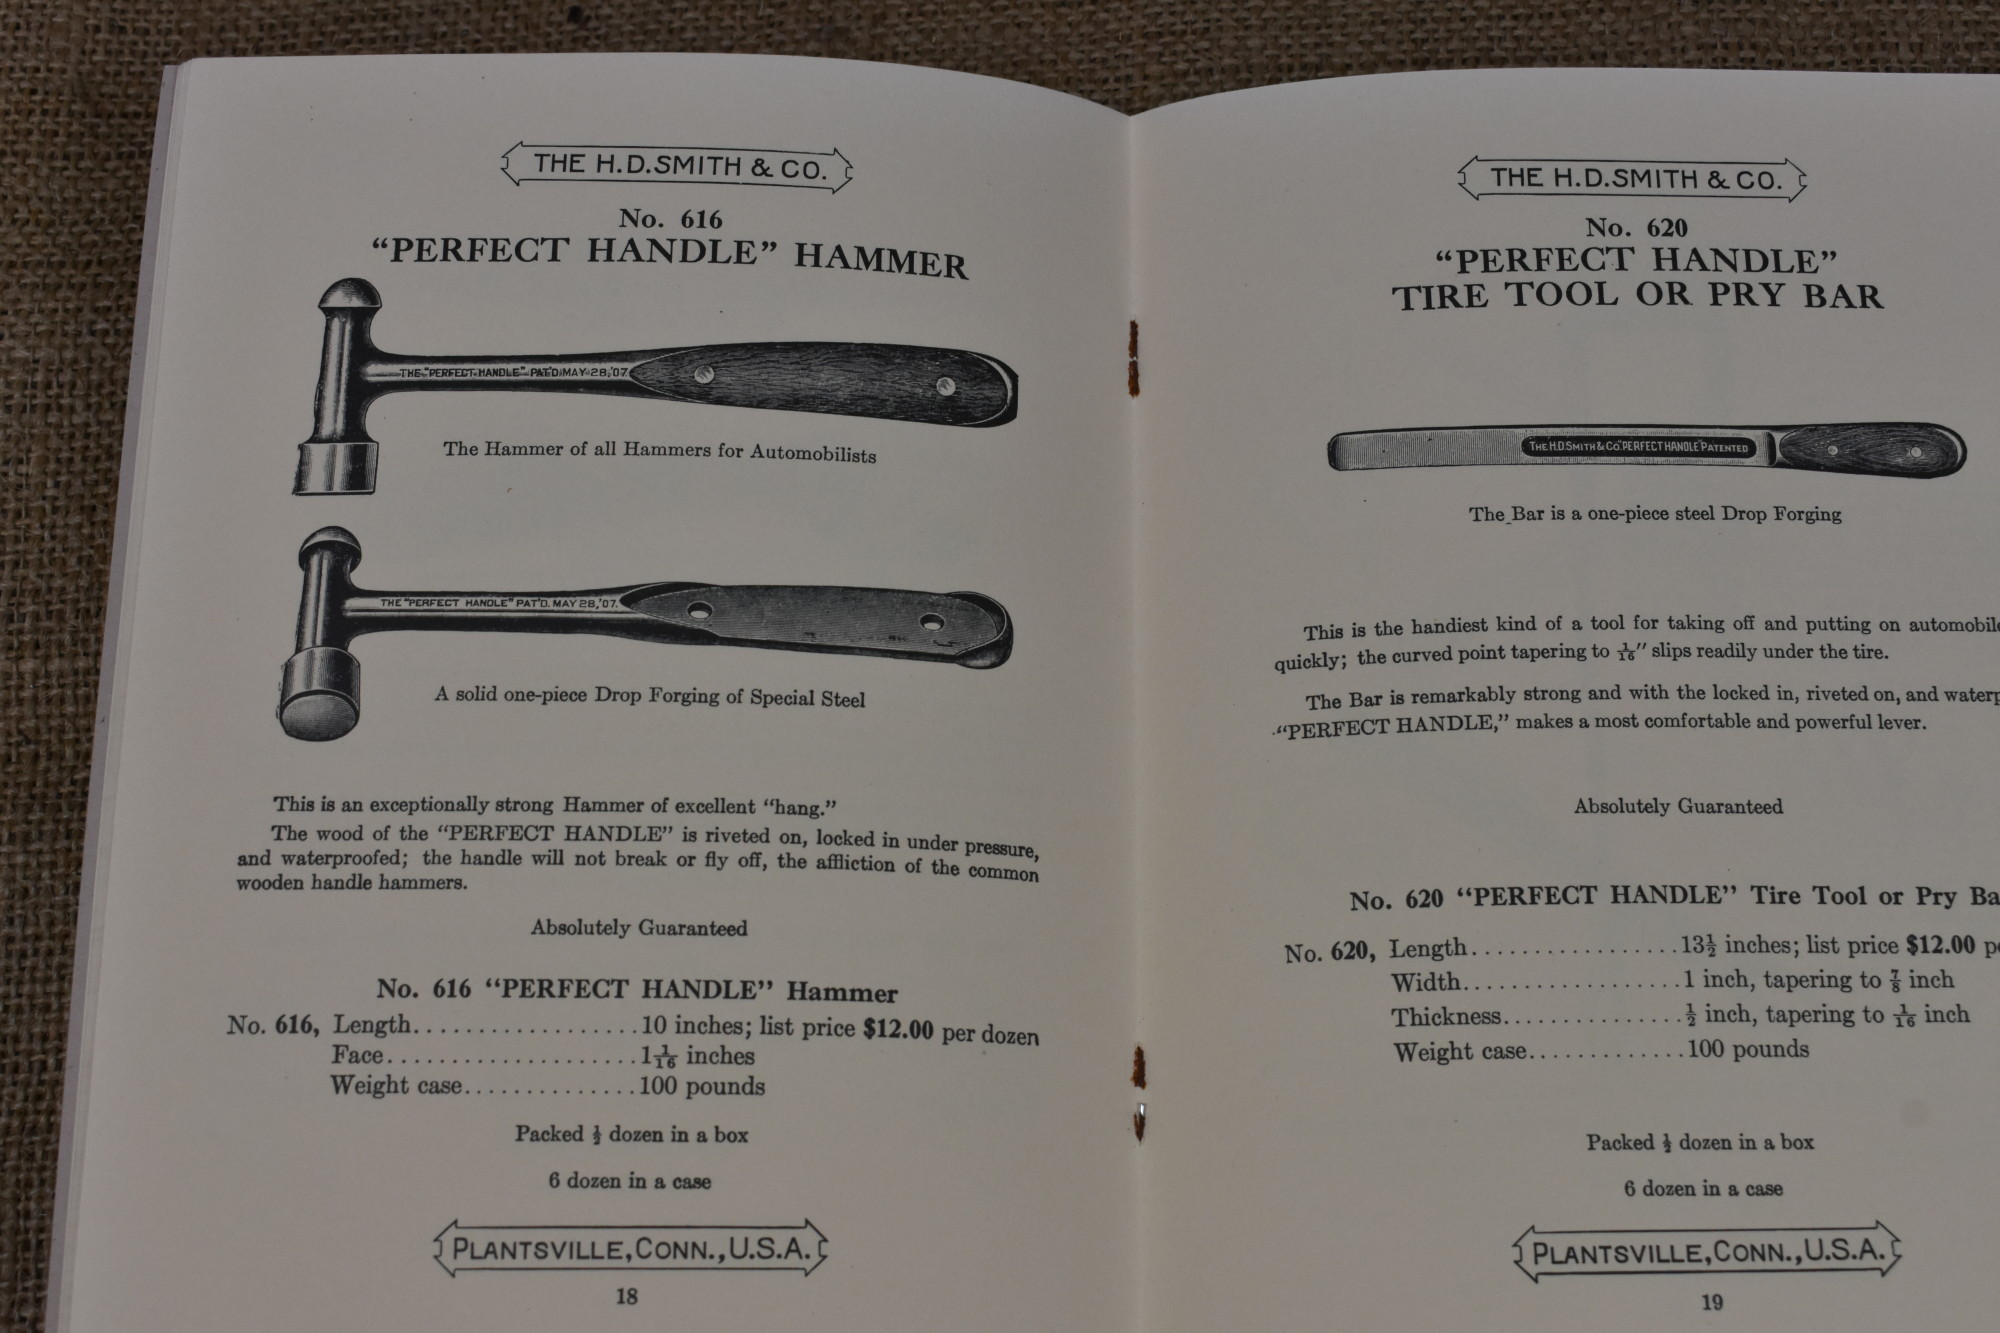 THE H.D.SMITH & CO.
No. 616
“PERFECT HANDLE” HAMMER
THE “PERFECT HANDLE” PAT'D. MAY 28,'07.
The Hammer of all Hammers for Automobilists
THE “PERFECT HANDLE” PAT'D. MAY 28,'07.
A solid one-piece Drop Forging of Special Steel
This is an exceptionally strong Hammer of excellent “hang.”
The wood of the “PERFECT HANDLE” is riveted on, locked in under pressure,
and waterproofed; the handle will not break or fly off, the affliction of the common
wooden handle hammers.
Absolutely Guaranteed
No. 616 “PERFECT HANDLE” Hammer
No. 616, Length..................10 inches; list price $12.00 per dozen
Face....................1 1/16 inches
Weight case..............100 pounds
Packed ½ dozen in a box
6 dozen in a case
PLANTSVILLE, CONN., U.S.A.
18
THE H.D.SMITH & CO.
No. 620
“PERFECT HANDLE”
TIRE TOOL OR PRY BAR
THE H.D.SMITH & CO. “PERFECT HANDLE” PATENTED
The Bar is a one-piece steel Drop Forging
This is the handiest kind of a tool for taking off and putting on
quickly; the curved point tapering to 1/16″ slips readily under the tire.
The Bar is remarkably strong and with the locked in, riveted on, and
“PERFECT HANDLE,” makes a most comfortable and powerful lever.
Absolutely Guaranteed
No. 620 “PERFECT HANDLE” Tire Tool or Pry
No. 620, Length.................13½ inches; list price $12.00
Width..................1 inch, tapering to ⅞ inch
Thickness...............½ inch, tapering to 1/16 inch
Weight case.............100 pounds
Packed ½ dozen in a box
6 dozen in a case
PLANTSVILLE, CONN., U.S.A.
19